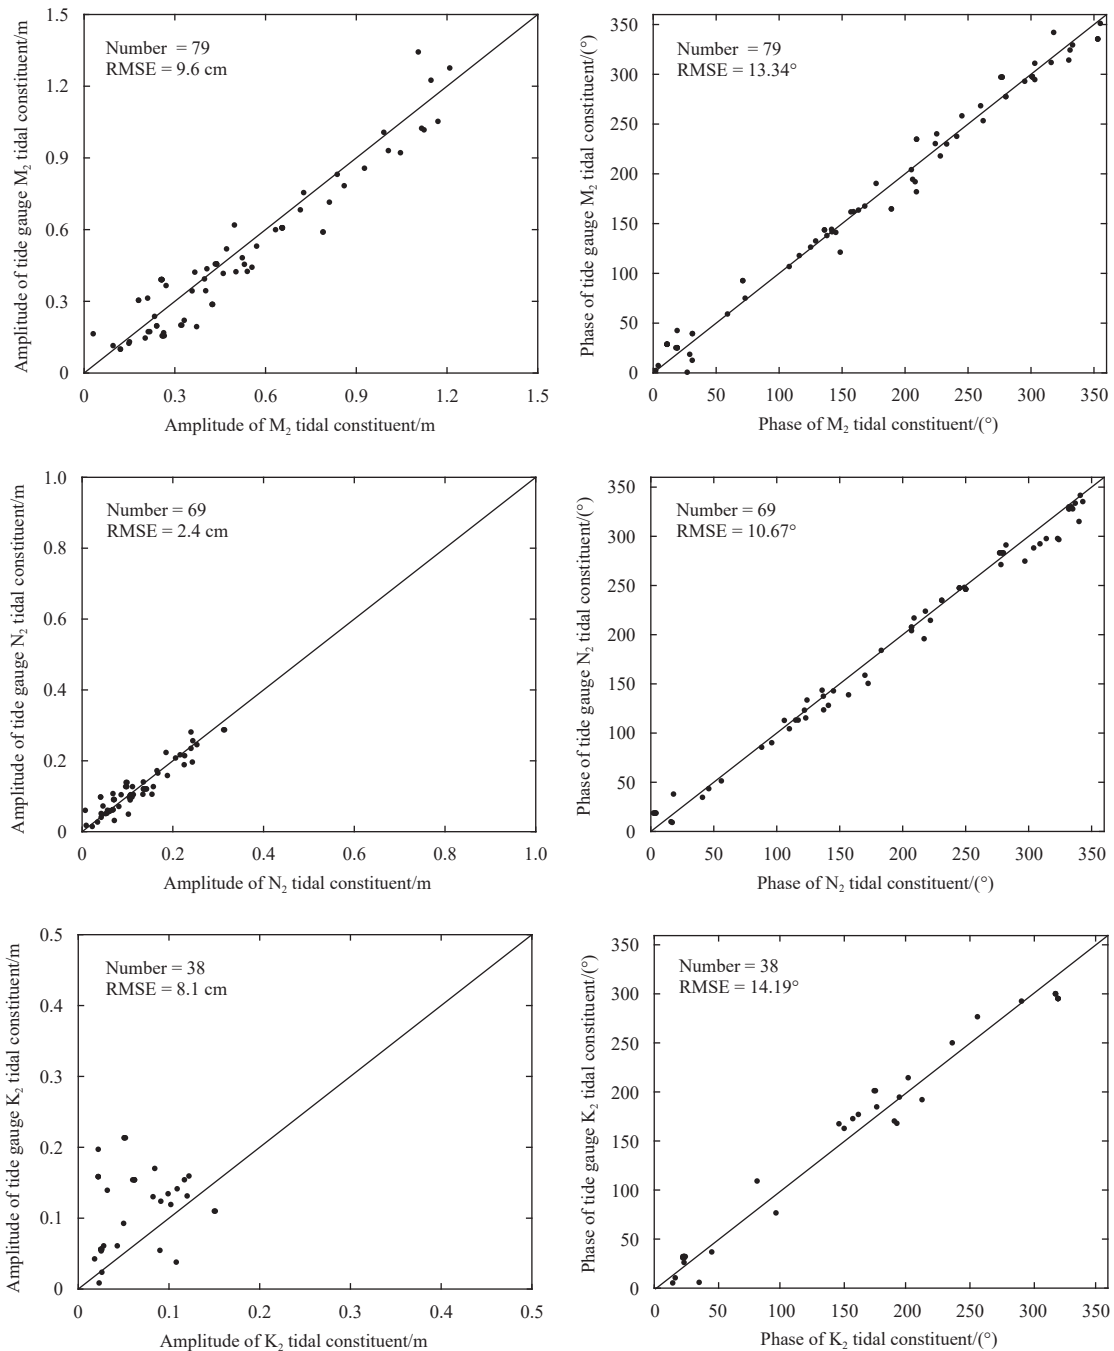 1.5
1.2
0.9
0.6
0.3
0
Amplitude of tide gauge M2 tidal constituent/m
Number = 79
RMSE = 9.6 cm
0 0.3 0.6 0.9 1.2 1.5
Amplitude of M2 tidal constituent/m
350
300
250
200
150
100
50
0
Phase of tide gauge M2 tidal constituent/(°)
Number = 79
RMSE = 13.34°
0 50 100 150 200 250 300 350
Phase of M2 tidal constituent/(°)
1.0
0.8
0.6
0.4
0.2
0
Amplitude of tide gauge N2 tidal constituent/m
Number = 69
RMSE = 2.4 cm
0 0.2 0.4 0.6 0.8 1.0
Amplitude of N2 tidal constituent/m
350
300
250
200
150
100
50
0
Phase of tide gauge N2 tidal constituent/(°)
Number = 69
RMSE = 10.67°
0 50 100 150 200 250 300 350
Phase of N2 tidal constituent/(°)
0.5
0.4
0.3
0.2
0.1
0
Amplitude of tide gauge K2 tidal constituent/m
Number = 38
RMSE = 8.1 cm
0 0.1 0.2 0.3 0.4 0.5
Amplitude of K2 tidal constituent/m
350
300
250
200
150
100
50
0
Phase of tide gauge K2 tidal constituent/(°)
Number = 38
RMSE = 14.19°
0 50 100 150 200 250 300 350
Phase of K2 tidal constituent/(°)